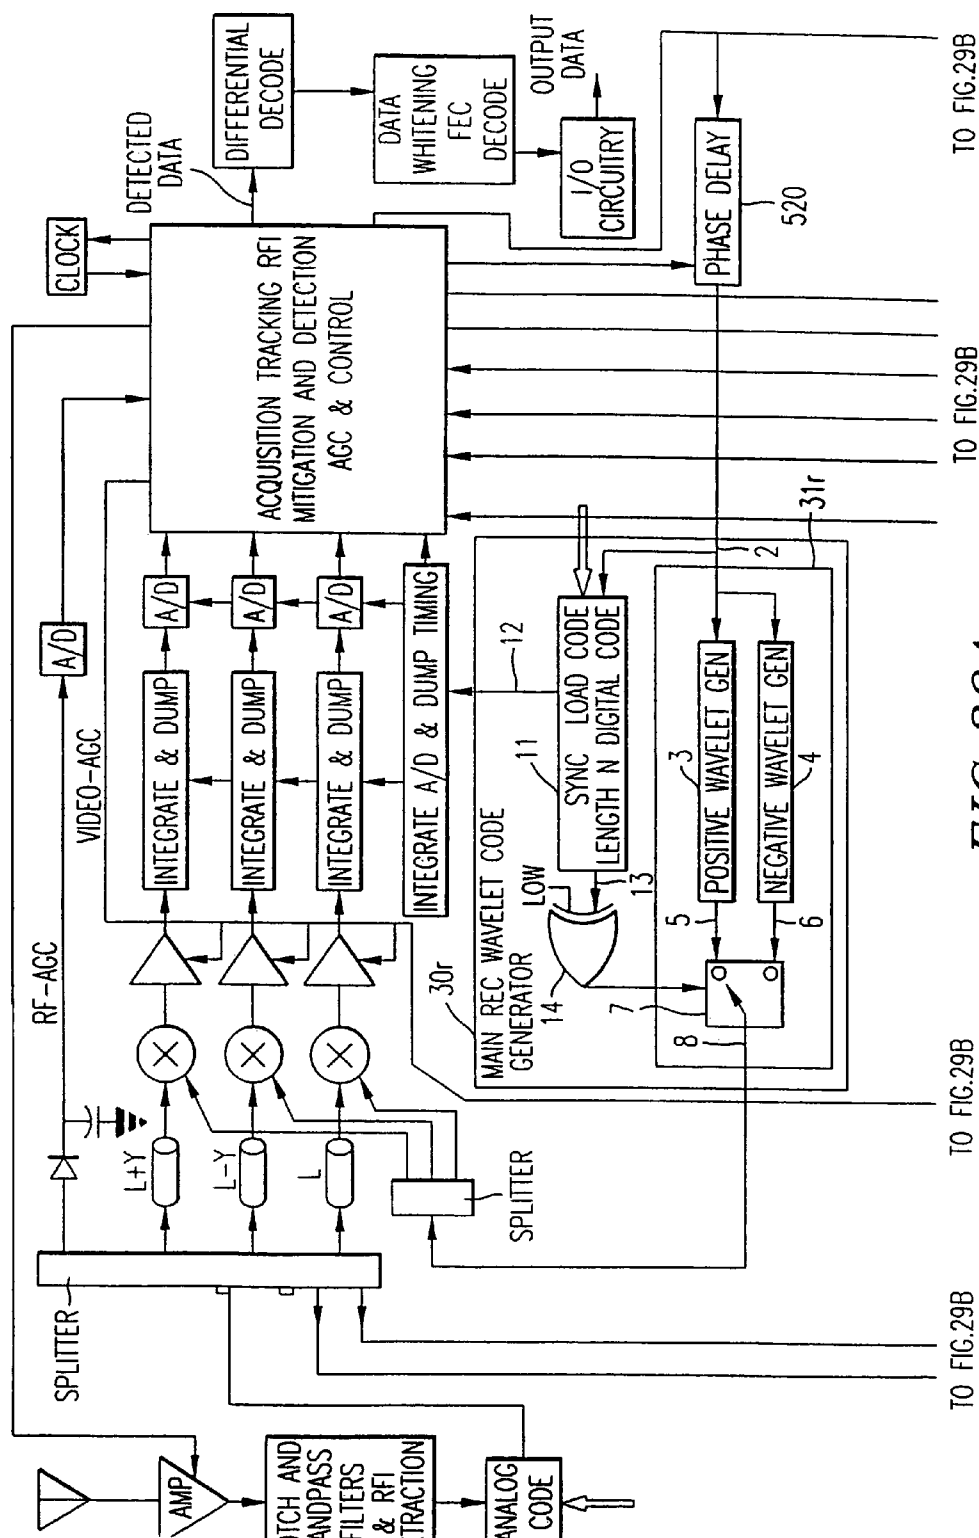 DETECTED
DATA
DIFFERENTIAL
DECODE
DATA
WHITENING
FEC
DECODE
OUTPUT
DATA
I/O
CIRCUITRY
CLOCK
PHASE DELAY
520
TO FIG.29B
ACQUISITION TRACKING RFI
MITIGATION AND DETECTION
AGC & CONTROL
TO FIG.29B
A/D
RF-AGC
VIDEO-AGC
INTEGRATE & DUMP
A/D
INTEGRATE & DUMP
A/D
INTEGRATE & DUMP
A/D
INTEGRATE A/D & DUMP TIMING
12
11
SYNC LOAD CODE
LENGTH N DIGITAL CODE
13
LOW
14
30r
MAIN REC WAVELET CODE
GENERATOR
31r
2
3
POSITIVE WAVELET GEN
NEGATIVE WAVELET GEN
4
5
6
7
8
TO FIG.29B
L+Y
L-Y
L
SPLITTER
SPLITTER
TO FIG.29B
AMP
FILTERS
& RFI
ANALOG
CODE